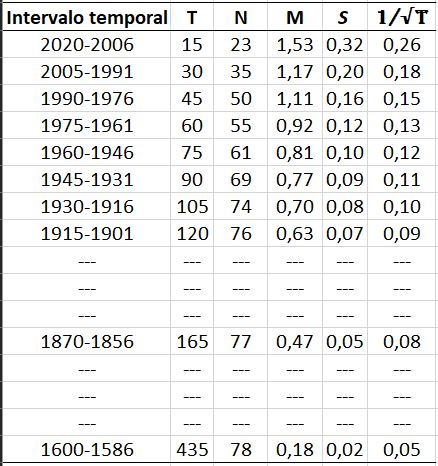 Intervalo temporal T N M S 1/√T
2020-2006 15 23 1,53 0,32 0,26
2005-1991 30 35 1,17 0,20 0,18
1990-1976 45 50 1,11 0,16 0,15
1975-1961 60 55 0,92 0,12 0,13
1960-1946 75 61 0,81 0,10 0,12
1945-1931 90 69 0,77 0,09 0,11
1930-1916 105 74 0,70 0,08 0,10
1915-1901 120 76 0,63 0,07 0,09
--- --- --- --- --- ---
--- --- --- --- --- ---
--- --- --- --- --- ---
1870-1856 165 77 0,47 0,05 0,08
--- --- --- --- --- ---
--- --- --- --- --- ---
--- --- --- --- --- ---
1600-1586 435 78 0,18 0,02 0,05